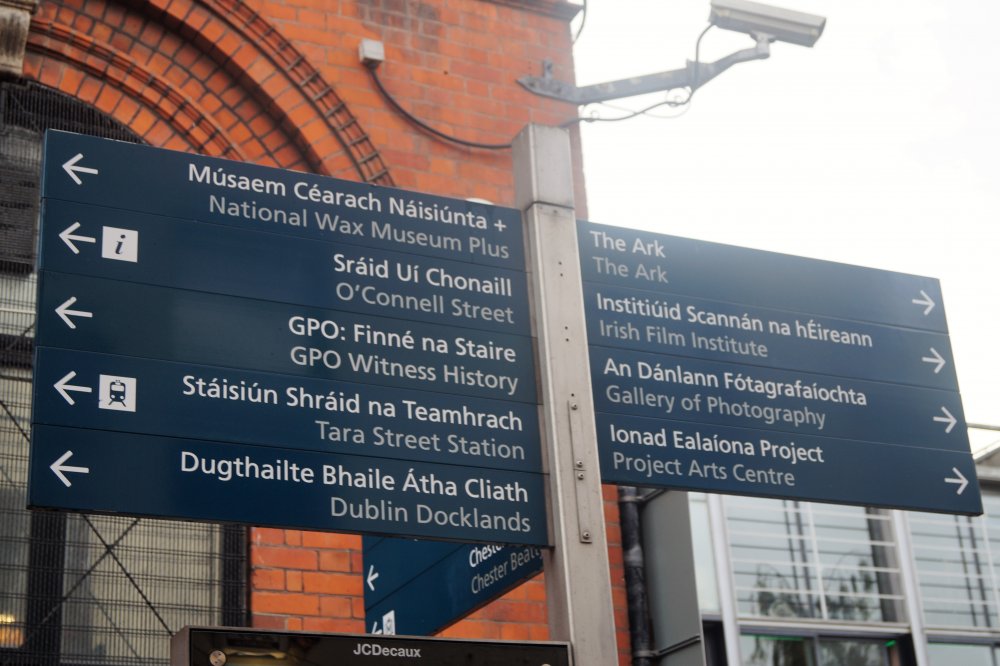 Músaem Céarach Náisiúnta +
National Wax Museum Plus
i
Sráid Uí Chonaill
O'Connell Street
GPO: Finné na Staire
GPO Witness History
Stáisiún Shráid na Teamhrach
Tara Street Station
Dugthailte Bhaile Átha Cliath
Dublin Docklands
The Ark
The Ark
Institiúid Scannán na hÉireann
Irish Film Institute
An Dánlann Fótagrafaíochta
Gallery of Photography
Ionad Ealaíona Project
Project Arts Centre
Chester
JCDecaux